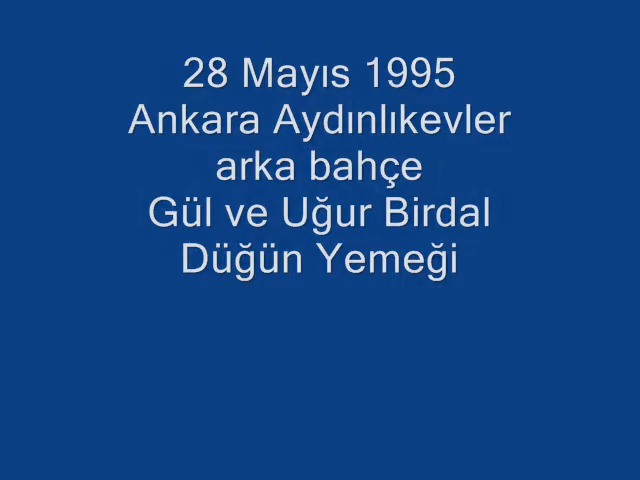 28 Mayıs 1995
Ankara Aydınlıkevler
arka bahçe
Gül ve Uğur Birdal
Düğün Yemeği